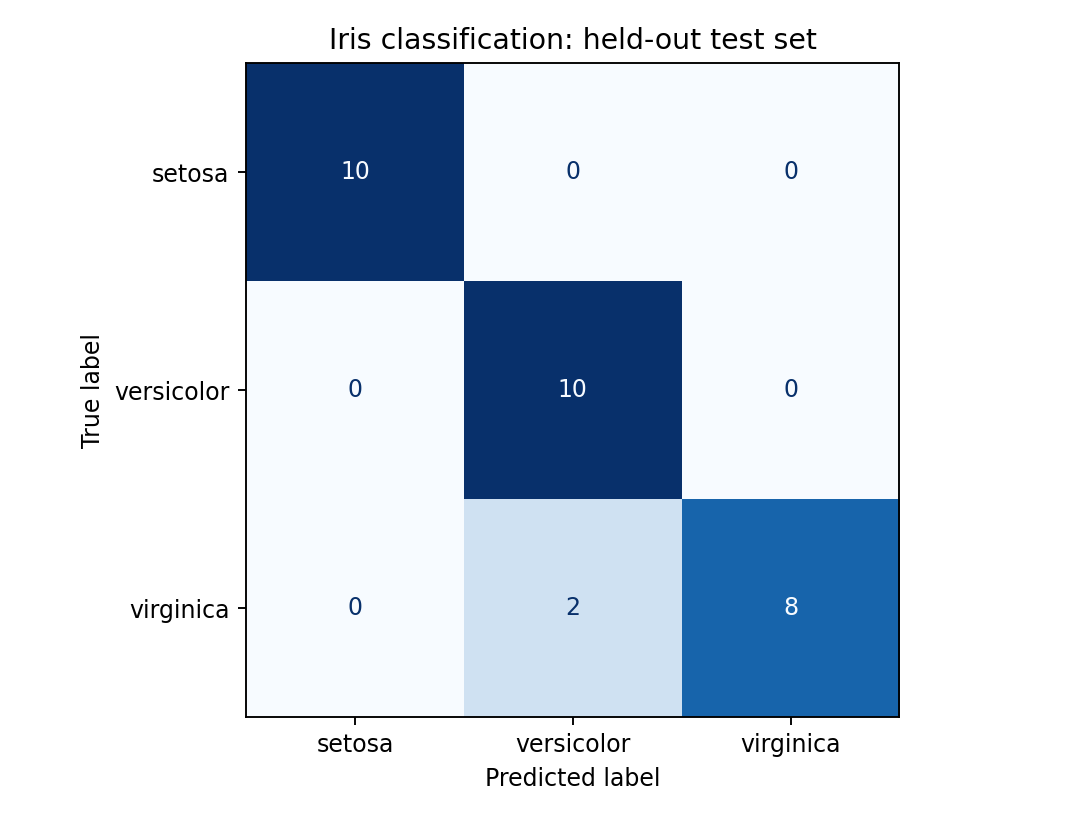 Iris classification: held-out test set
True label
setosa 10 0 0
versicolor 0 10 0
virginica 0 2 8
setosa versicolor virginica
Predicted label